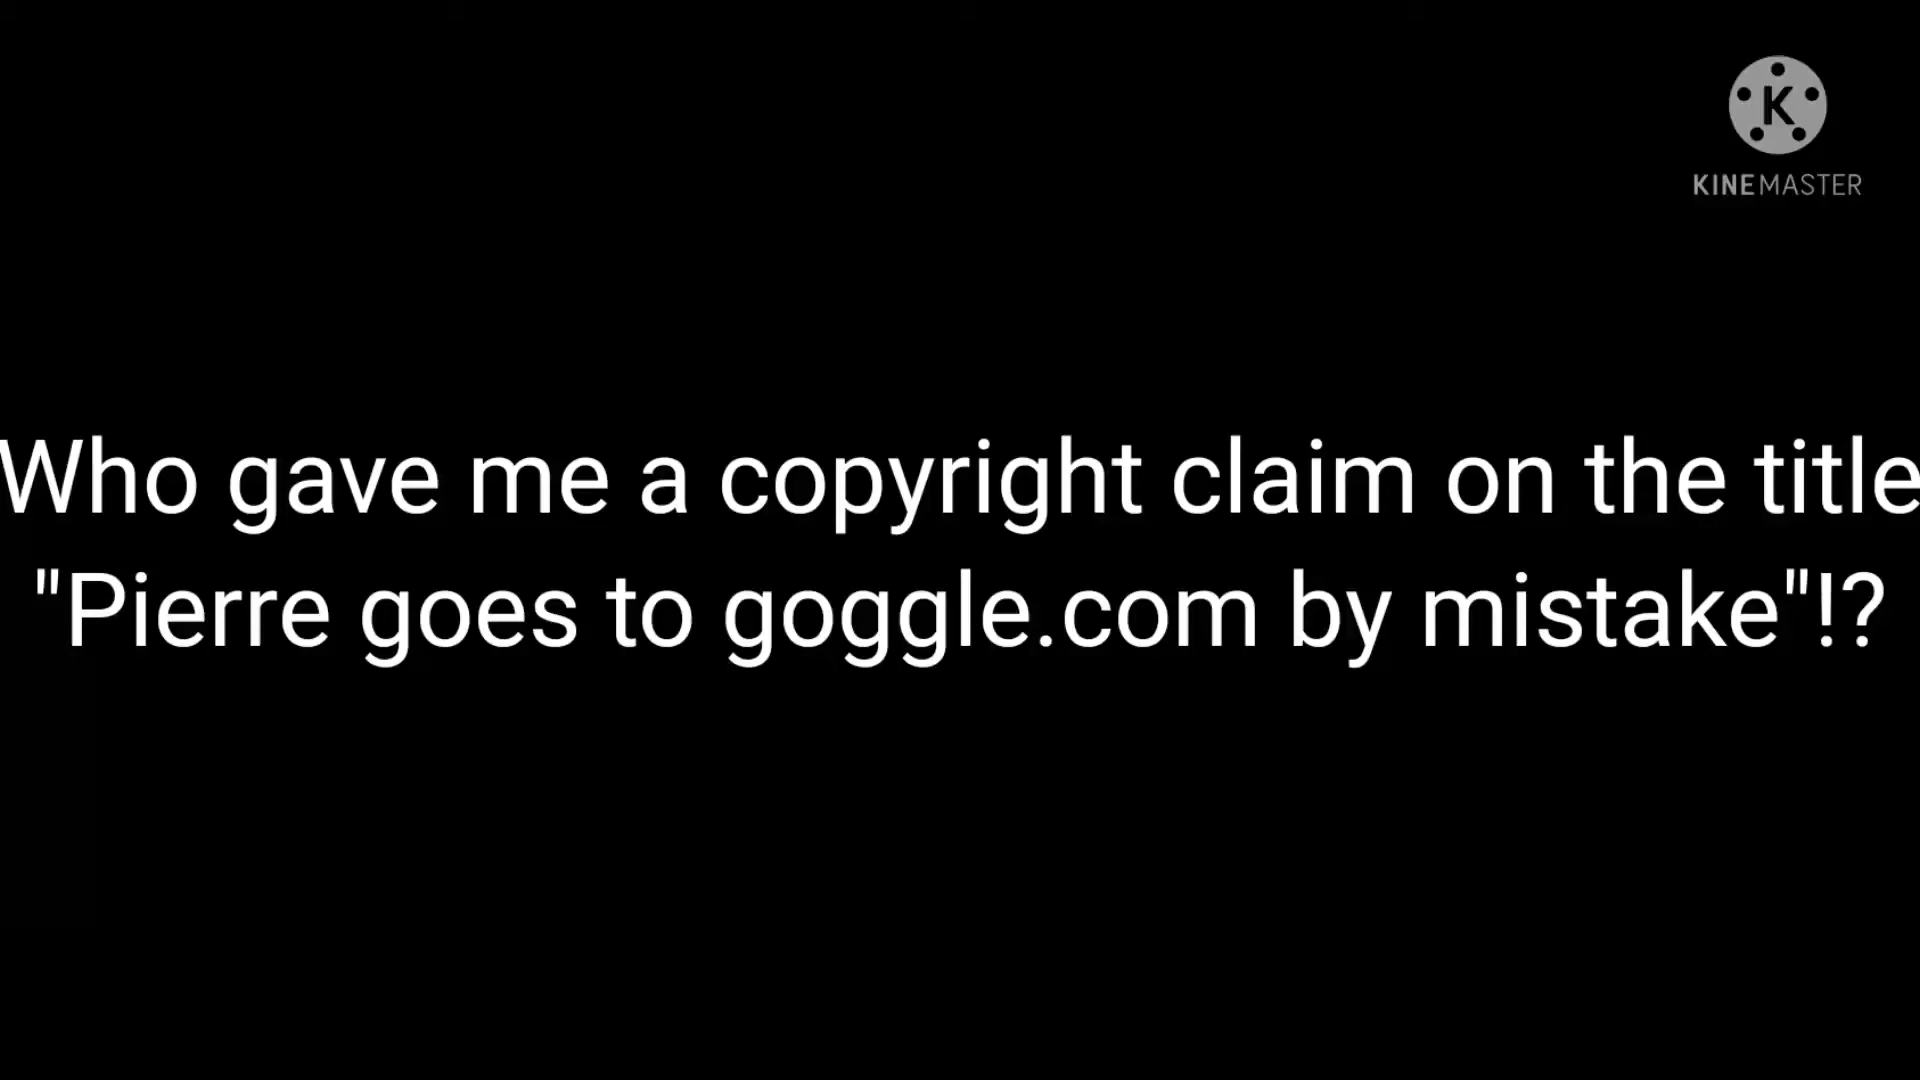 K
KINEMASTER
Who gave me a copyright claim on the title
"Pierre goes to goggle.com by mistake"!?